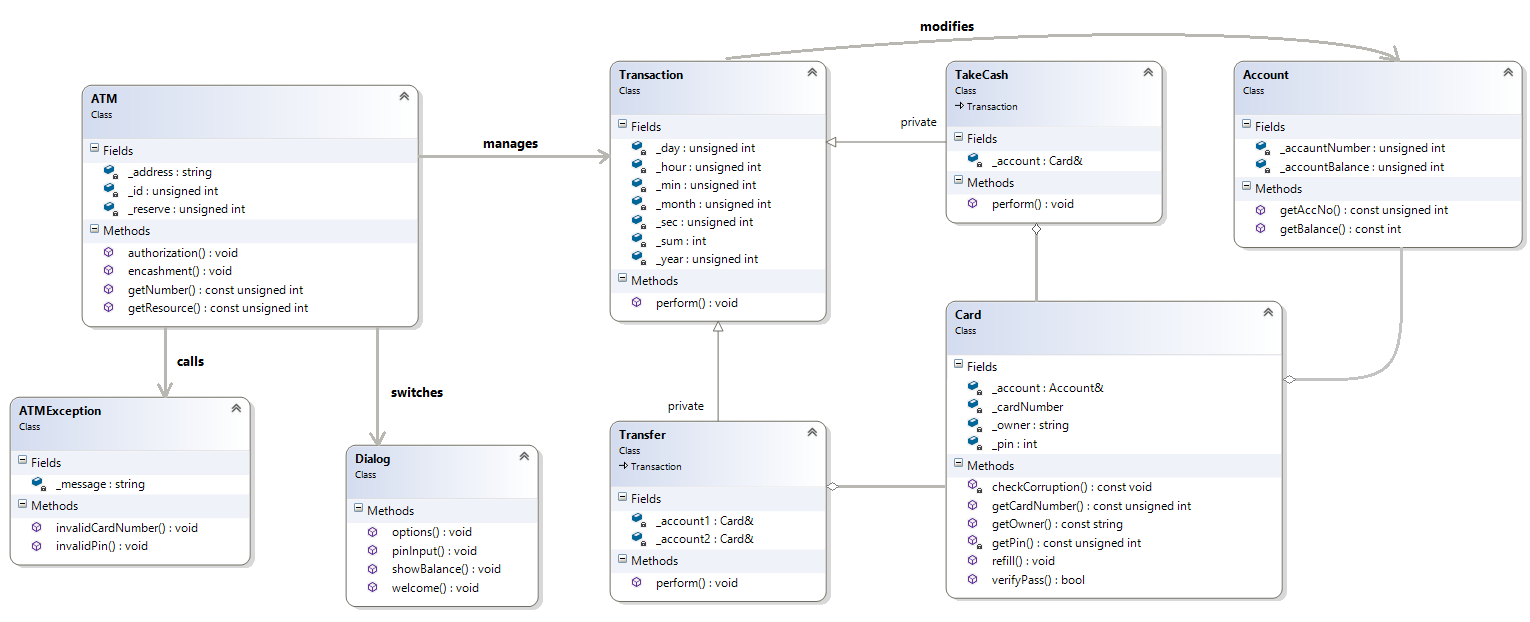 modifies
ATM
Class
Fields
_address : string
_id : unsigned int
_reserve : unsigned int
Methods
authorization() : void
encashment() : void
getNumber() : const unsigned int
getResource() : const unsigned int
manages
Transaction
Class
Fields
_day : unsigned int
_hour : unsigned int
_min : unsigned int
_month : unsigned int
_sec : unsigned int
_sum : int
_year : unsigned int
Methods
perform() : void
private
TakeCash
Class
Transaction
Fields
_account : Card&
Methods
perform() : void
Account
Class
Fields
_accauntNumber : unsigned int
_accauntBalance : unsigned int
Methods
getAccNo() : const unsigned int
getBalance() : const int
calls
switches
ATMException
Class
Fields
_message : string
Methods
invalidCardNumber() : void
invalidPin() : void
Dialog
Class
Methods
options() : void
pinInput() : void
showBalance() : void
welcome() : void
private
Transfer
Class
Transaction
Fields
_account1 : Card&
_account2 : Card&
Methods
perform() : void
Card
Class
Fields
_account : Account&
_cardNumber
_owner : string
_pin : int
Methods
checkCorruption() : const void
getCardNumber() : const unsigned int
getOwner() : const string
getPin() : const unsigned int
refill() : void
verifyPass() : bool